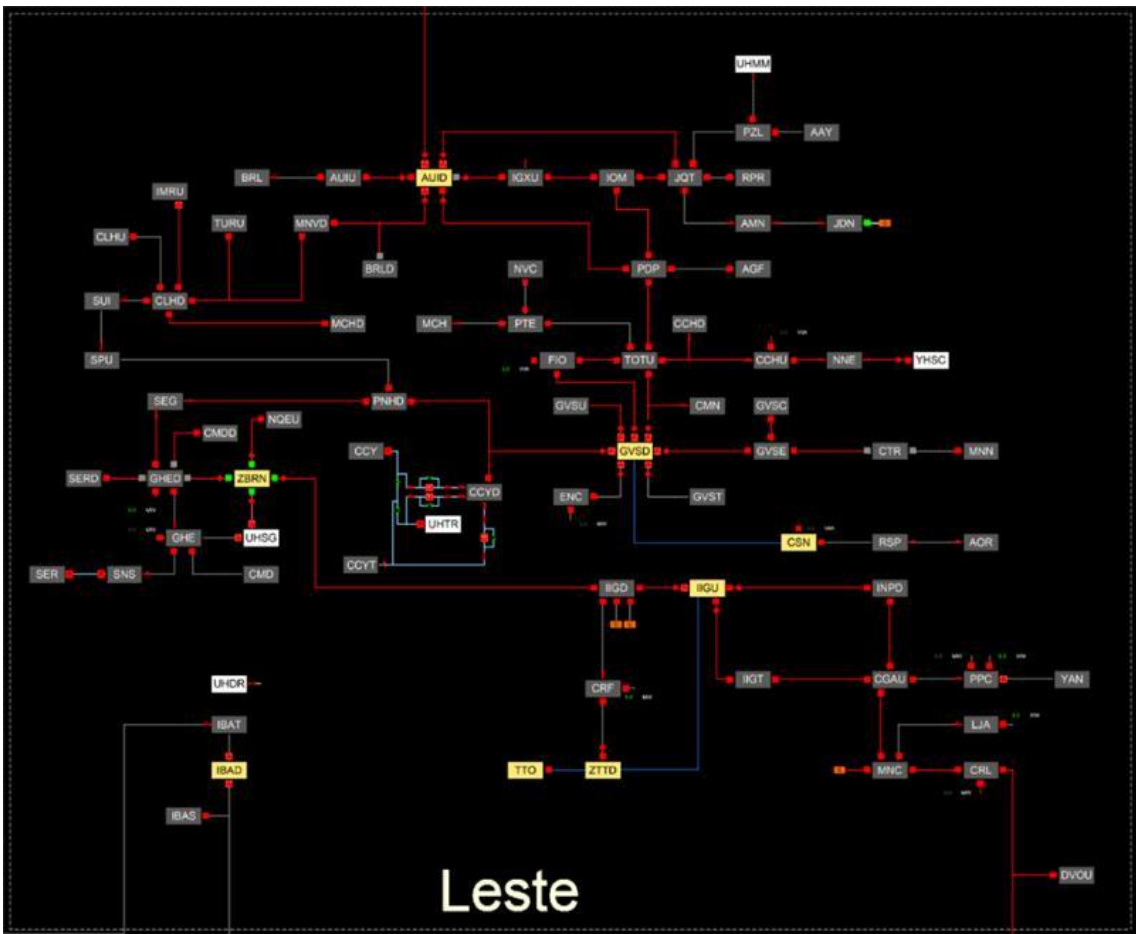 UHMM
PZL AAY
BRL AUIU AUID IGXU IOM JQT RPR
IMRU
TURU MNVD AMN JDN
CLHU
BRLD NVC PDP AGF
SUI CLHD
MCHD MCH PTE CCHD
SPU FIO TOTU CCHU NNE YHSC
SEG PNHD GVSU CMN GVSC
NQEU
CMDD
CCY GVSD GVSE CTR MNN
SERD GHED ZBRN
CCYD ENC GVST
UHTR
GHE UHSG CSN RSP AOR
CCYT
SER SNS CMD
IIGD IIGU INPD
UHDR CRF IIGT CGAU PPC YAN
IBAT LJA
IBAD TTO ZTTD MNC CRL
IBAS
DVOU
Leste